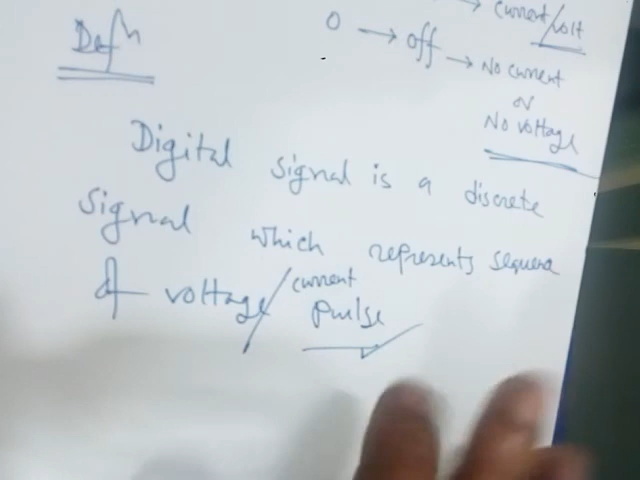 → current/volt
0 → off → No current
or
No voltage
Defn
Digital signal is a discrete
signal which represents sequence
of voltage/current
pulse